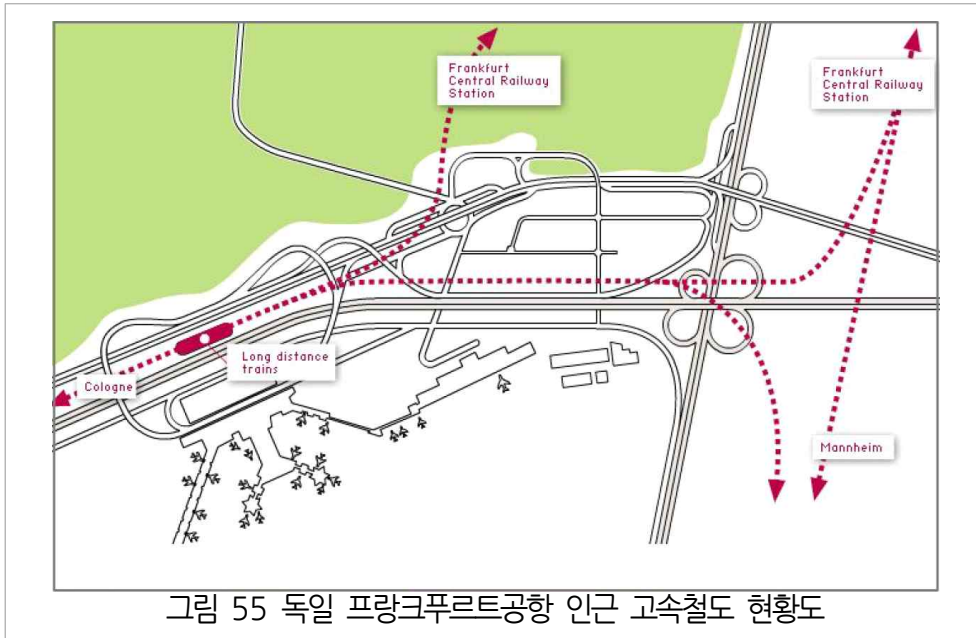 Frankfurt
Central Railway
Station
Frankfurt
Central Railway
Station
Long distance
trains
Cologne
Mannheim
그림 55 독일 프랑크푸르트공항 인근 고속철도 현황도